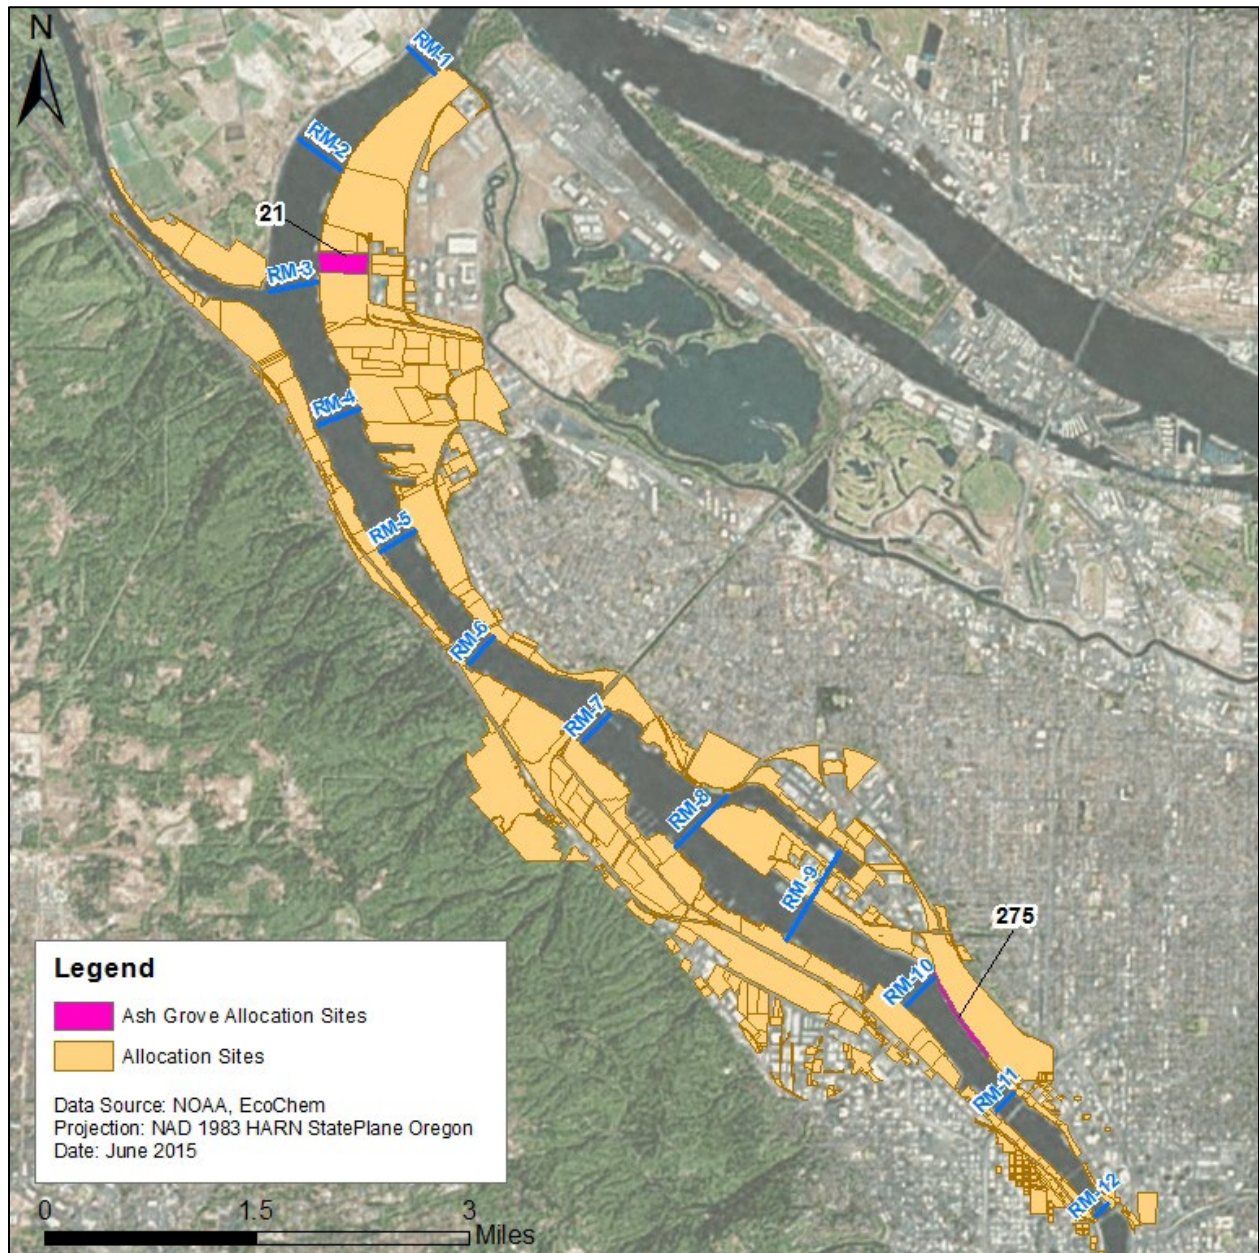 N
RM-1
RM-2
21
RM-3
RM-4
RM-5
RM-6
RM-7
RM-8
RM-9
275
RM-10
RM-11
RM-12
Legend
Ash Grove Allocation Sites
Allocation Sites
Data Source: NOAA, EcoChem
Projection: NAD 1983 HARN StatePlane Oregon
Date: June 2015
0 1.5 3
Miles